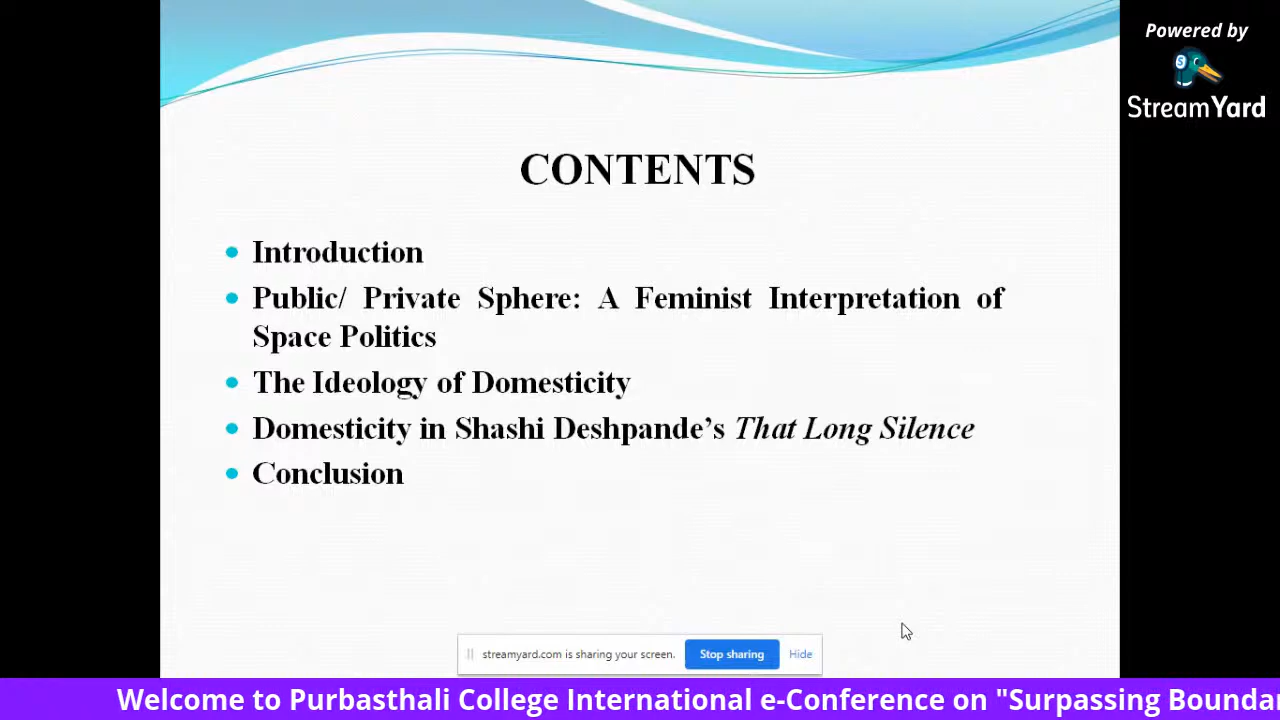 Powered by
StreamYard
CONTENTS
Introduction
Public/ Private Sphere: A Feminist Interpretation of
Space Politics
The Ideology of Domesticity
Domesticity in Shashi Deshpande’s That Long Silence
Conclusion
streamyard.com is sharing your screen. Stop sharing Hide
Welcome to Purbasthali College International e-Conference on "Surpassing Bounda